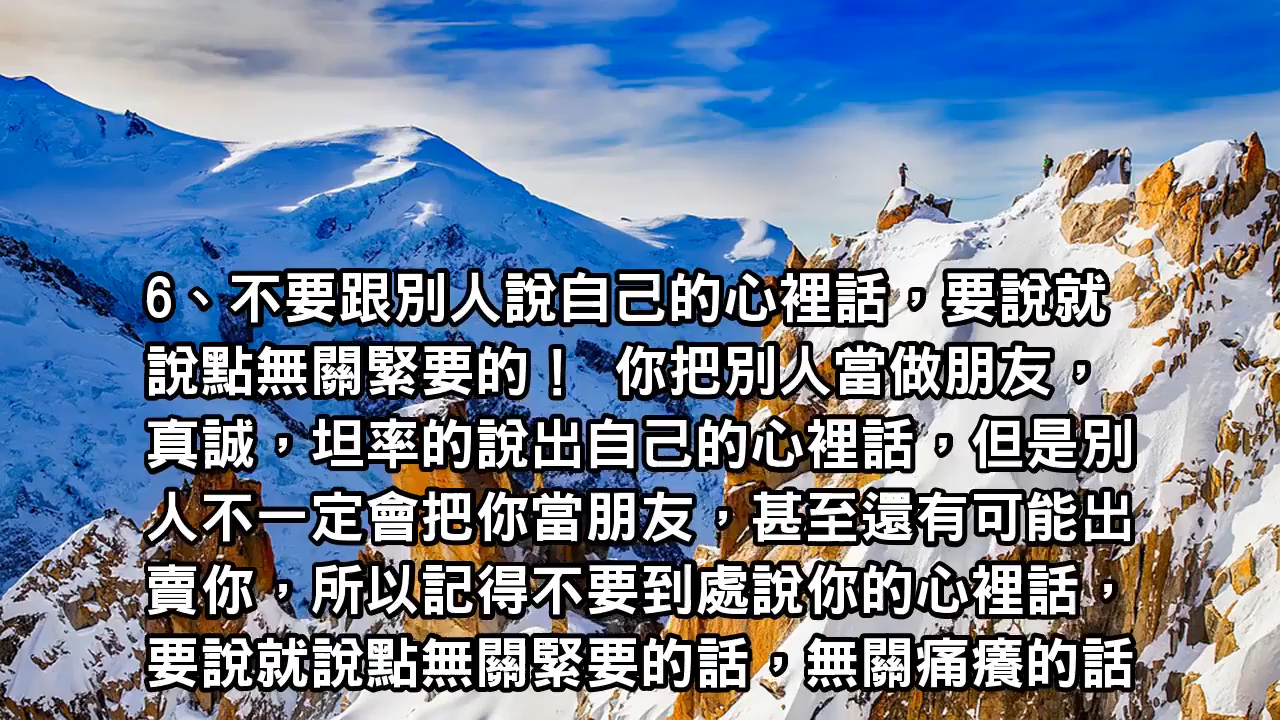 6、不要跟別人說自己的心裡話，要說就
說點無關緊要的！ 你把別人當做朋友，
真誠，坦率的說出自己的心裡話，但是別
人不一定會把你當朋友，甚至還有可能出
賣你，所以記得不要到處說你的心裡話，
要說就說點無關緊要的話，無關痛癢的話